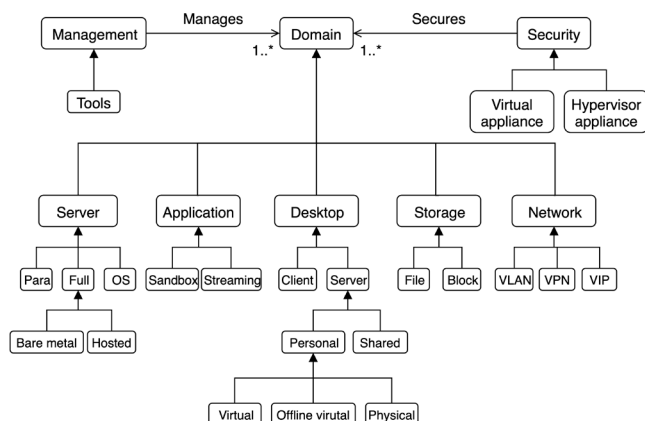 Manages
Secures
Management
Domain
Security
1..*
1..*
Tools
Virtual
appliance
Hypervisor
appliance
Server
Application
Desktop
Storage
Network
Para
Full
OS
Sandbox
Streaming
Client
Server
File
Block
VLAN
VPN
VIP
Bare metal
Hosted
Personal
Shared
Virtual
Offline virutal
Physical